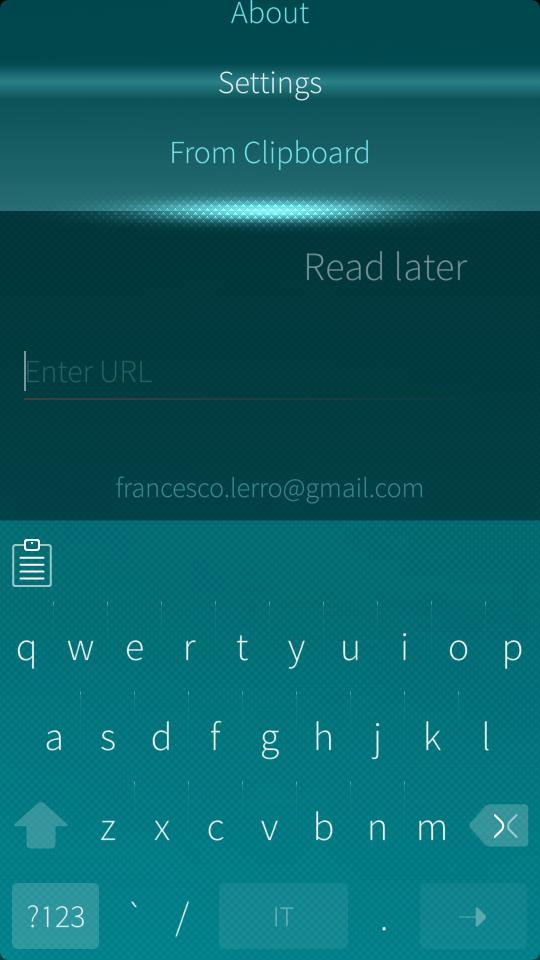 About
Settings
From Clipboard
Read later
Enter URL
francesco.lerro@gmail.com
q w e r t y u i o p
a s d f g h j k l
z x c v b n m
?123 ` / IT .